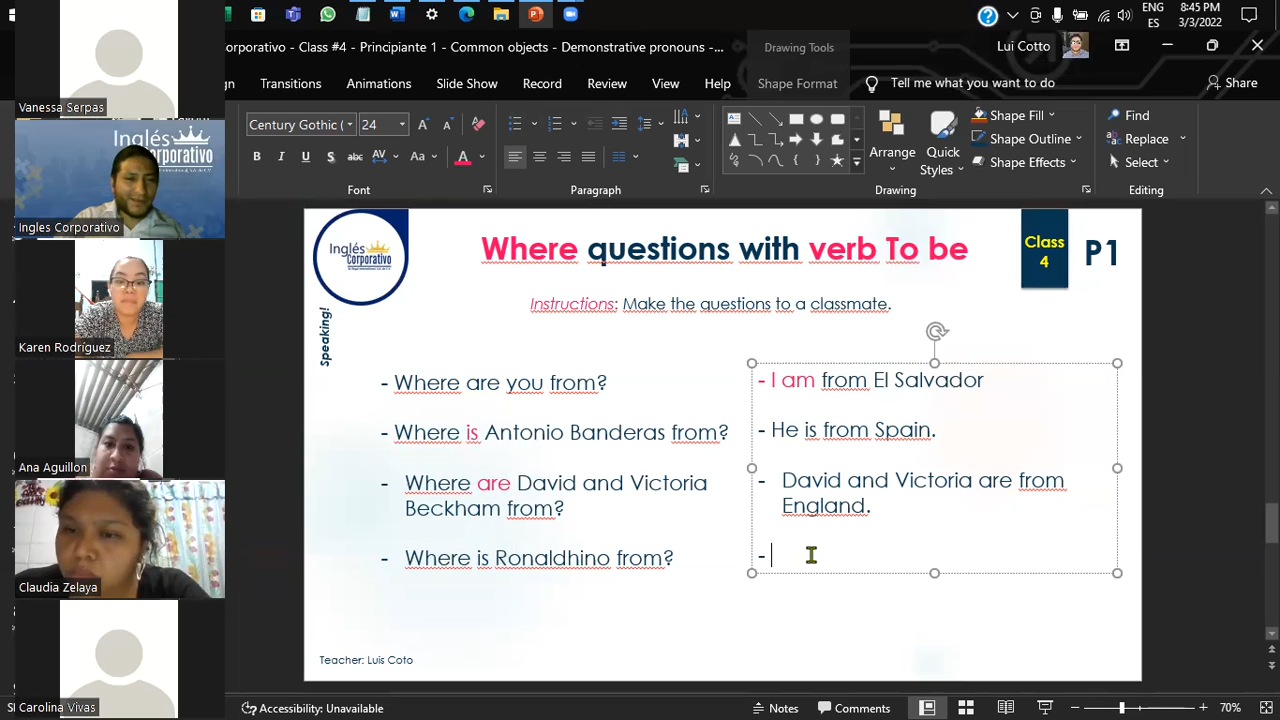 8:45 PM
ENG
ES
3/3/2022
orporativo - Class #4 - Principiante 1 - Common objects - Demonstrative pronouns -...
Drawing Tools
Lui Cotto
gn
Transitions
Animations
Slide Show
Record
Review
View
Help
Shape Format
Tell me what you want to do
Share
Century Gothic (
24
Arrange
Quick
Styles
Shape Fill
Shape Outline
Shape Effects
Find
Replace
Select
Font
Paragraph
Drawing
Editing
Vanessa Serpas
Inglés
Corporativo
Ingles Corporativo
Karen Rodríguez
Ana Aguillon
Claudia Zelaya
Carolina Vivas
Inglés
Corporativo
Where questions with verb To be
Class
4
P1
Instructions: Make the questions to a classmate.
Speaking!
- Where are you from?
- Where is Antonio Banderas from?
- Where are David and Victoria
Beckham from?
- Where is Ronaldhino from?
- I am from El Salvador
- He is from Spain.
- David and Victoria are from
England.
-
Teacher: Luis Coto
Accessibility: Unavailable
Notes
Comments
70%